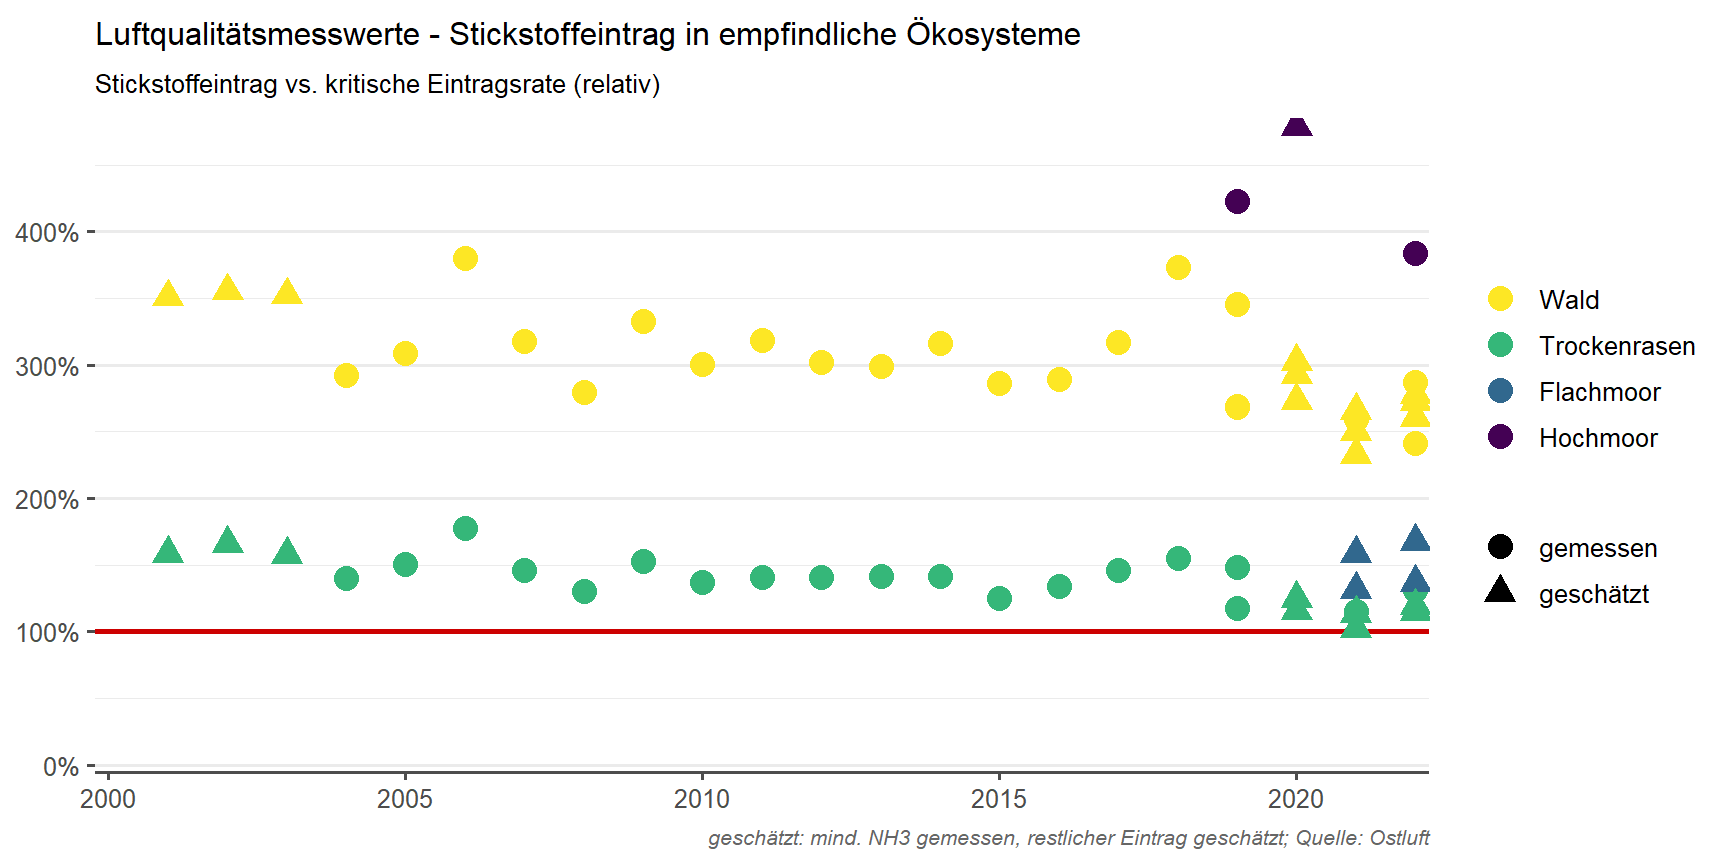 Luftqualitätsmesswerte - Stickstoffeintrag in empfindliche Ökosysteme
Stickstoffeintrag vs. kritische Eintragsrate (relativ)
400%
300%
200%
100%
0%
2000
2005
2010
2015
2020
Wald
Trockenrasen
Flachmoor
Hochmoor
gemessen
geschätzt
geschätzt: mind. NH3 gemessen, restlicher Eintrag geschätzt; Quelle: Ostluft